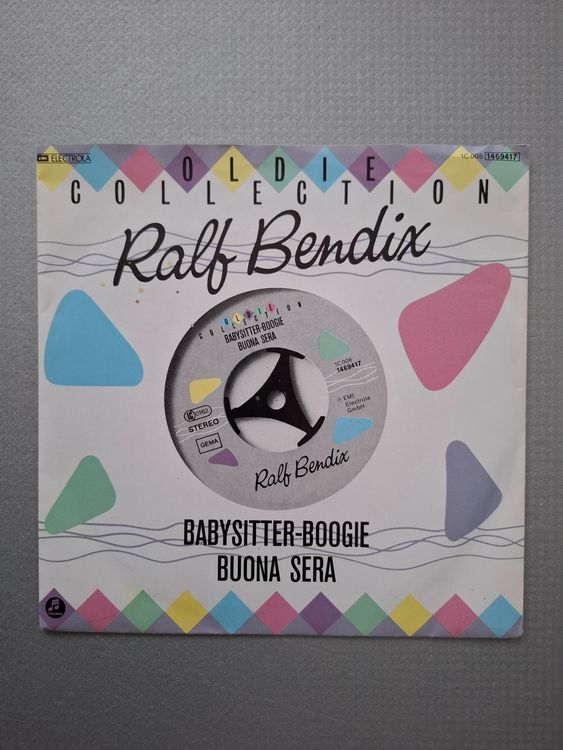 EMI ELECTROLA
1C 006 1469417
OLDIE
COLLECTION
Ralf Bendix
OLDIE
COLLECTION
BABYSITTER-BOOGIE
BUONA SERA
1C 006
1469417
℗ EMI
Electrola
GmbH
STEREO
GEMA
Ralf Bendix
BABYSITTER-BOOGIE
BUONA SERA